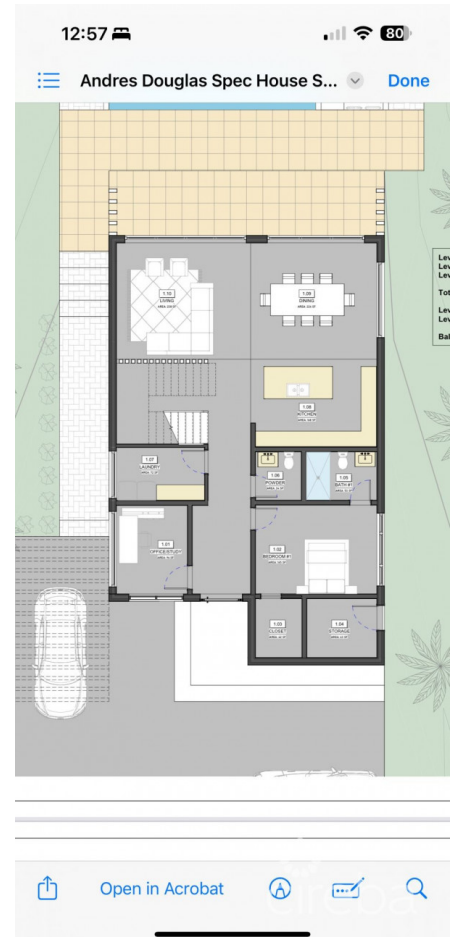 12:57
80
Andres Douglas Spec House S...
Done
1.10
LIVING
1.09
DINING
1.08
KITCHEN
1.07
LAUNDRY
1.06
POWDER
1.05
BATH #1
1.01
OFFICE/STUDY
1.02
BEDROOM #1
1.03
CLOSET
1.04
STORAGE
Lev
Lev
Lev
Tot
Lev
Lev
Bal
Open in Acrobat
cireba